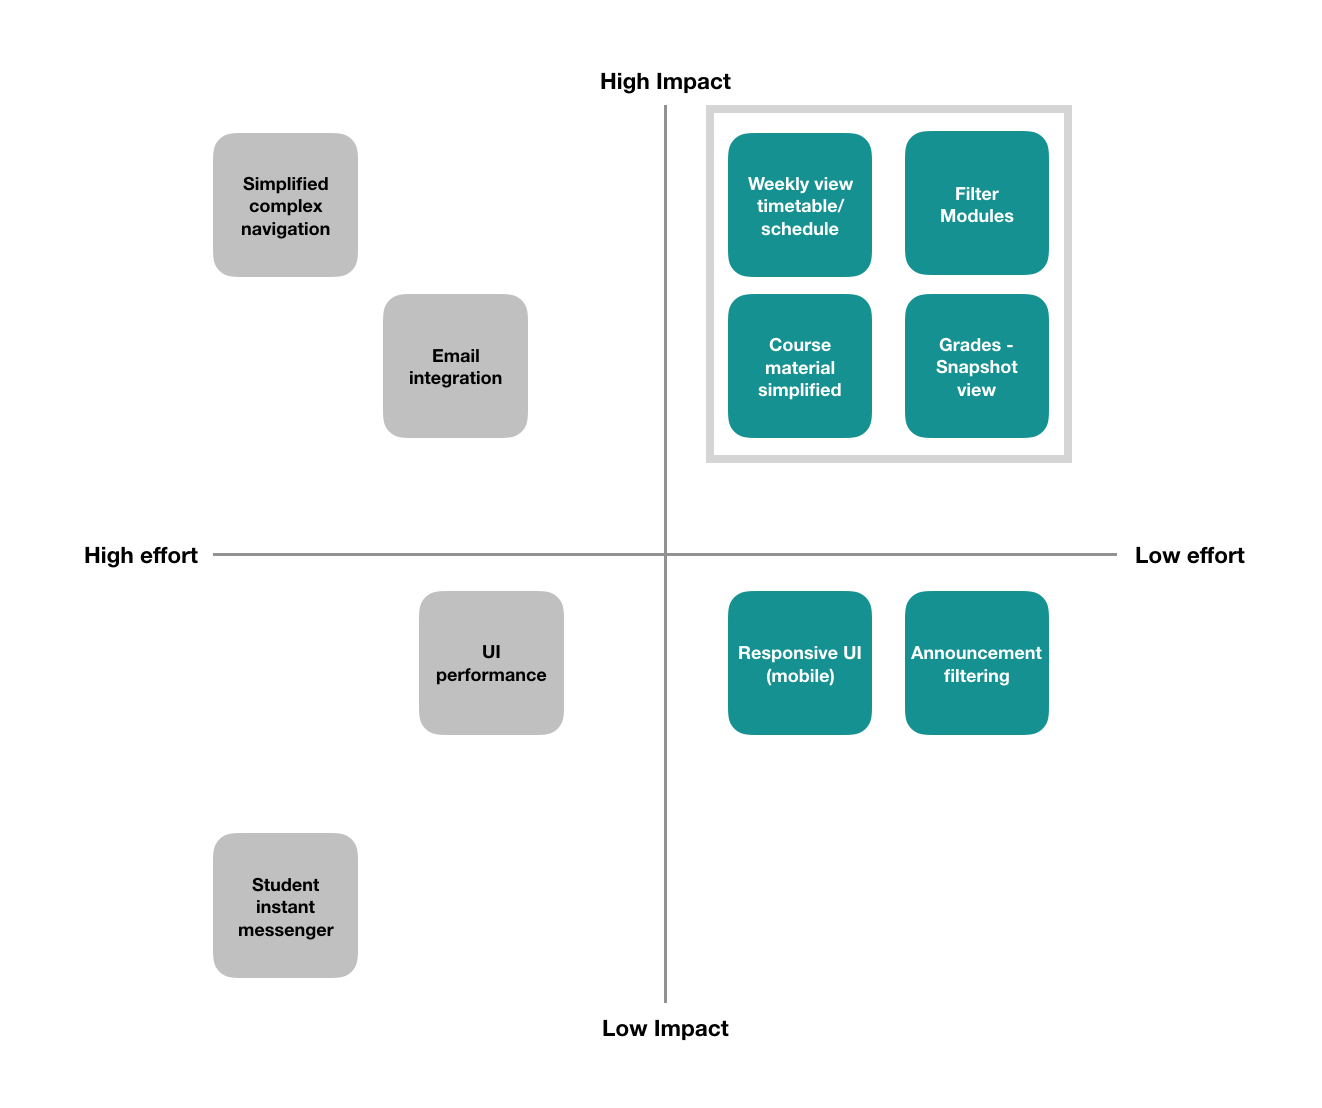 High Impact
Simplified
complex
navigation
Weekly view
timetable/
schedule
Filter
Modules
Email
integration
Course
material
simplified
Grades -
Snapshot
view
High effort
Low effort
UI
performance
Responsive UI
(mobile)
Announcement
filtering
Student
instant
messenger
Low Impact